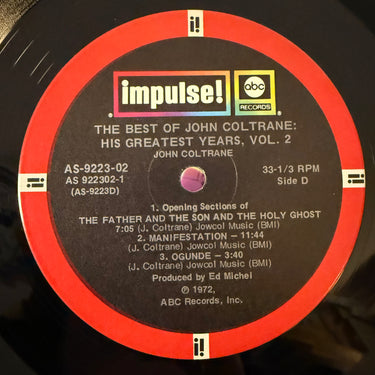 impulse!
abc
RECORDS
THE BEST OF JOHN COLTRANE:
HIS GREATEST YEARS, VOL. 2
JOHN COLTRANE
AS-9223-02
AS 922302-1
(AS-9223D)
33-1/3 RPM
Side D
1. Opening Sections of
THE FATHER AND THE SON AND THE HOLY GHOST
7:05 (J. Coltrane) Jowcol Music (BMI)
2. MANIFESTATION — 11:44
(J. Coltrane) Jowcol Music (BMI)
3. OGUNDE - 3:40
(J. Coltrane) Jowcol Music (BMI)
Produced by Ed Michel
℗ 1972,
ABC Records, Inc.